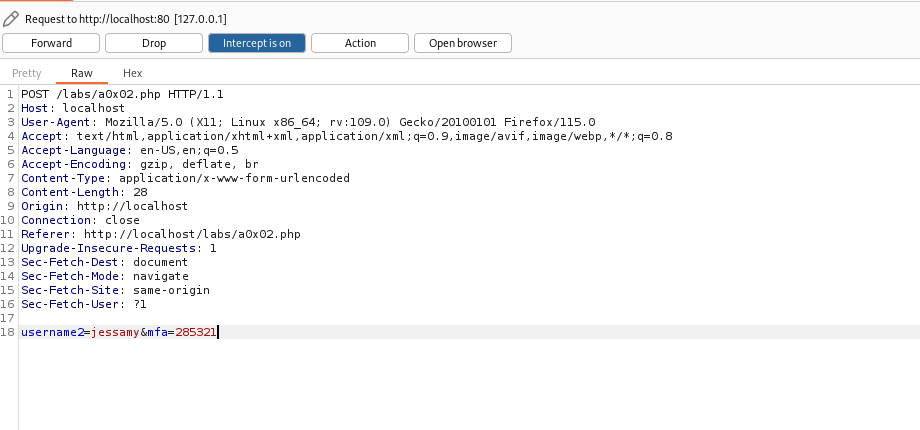 Request to http://localhost:80 [127.0.0.1]
Forward Drop Intercept is on Action Open browser
Pretty Raw Hex
1 POST /labs/a0x02.php HTTP/1.1
2 Host: localhost
3 User-Agent: Mozilla/5.0 (X11; Linux x86_64; rv:109.0) Gecko/20100101 Firefox/115.0
4 Accept: text/html,application/xhtml+xml,application/xml;q=0.9,image/avif,image/webp,*/*;q=0.8
5 Accept-Language: en-US,en;q=0.5
6 Accept-Encoding: gzip, deflate, br
7 Content-Type: application/x-www-form-urlencoded
8 Content-Length: 28
9 Origin: http://localhost
10 Connection: close
11 Referer: http://localhost/labs/a0x02.php
12 Upgrade-Insecure-Requests: 1
13 Sec-Fetch-Dest: document
14 Sec-Fetch-Mode: navigate
15 Sec-Fetch-Site: same-origin
16 Sec-Fetch-User: ?1
17
18 username2=jessamy&mfa=285321